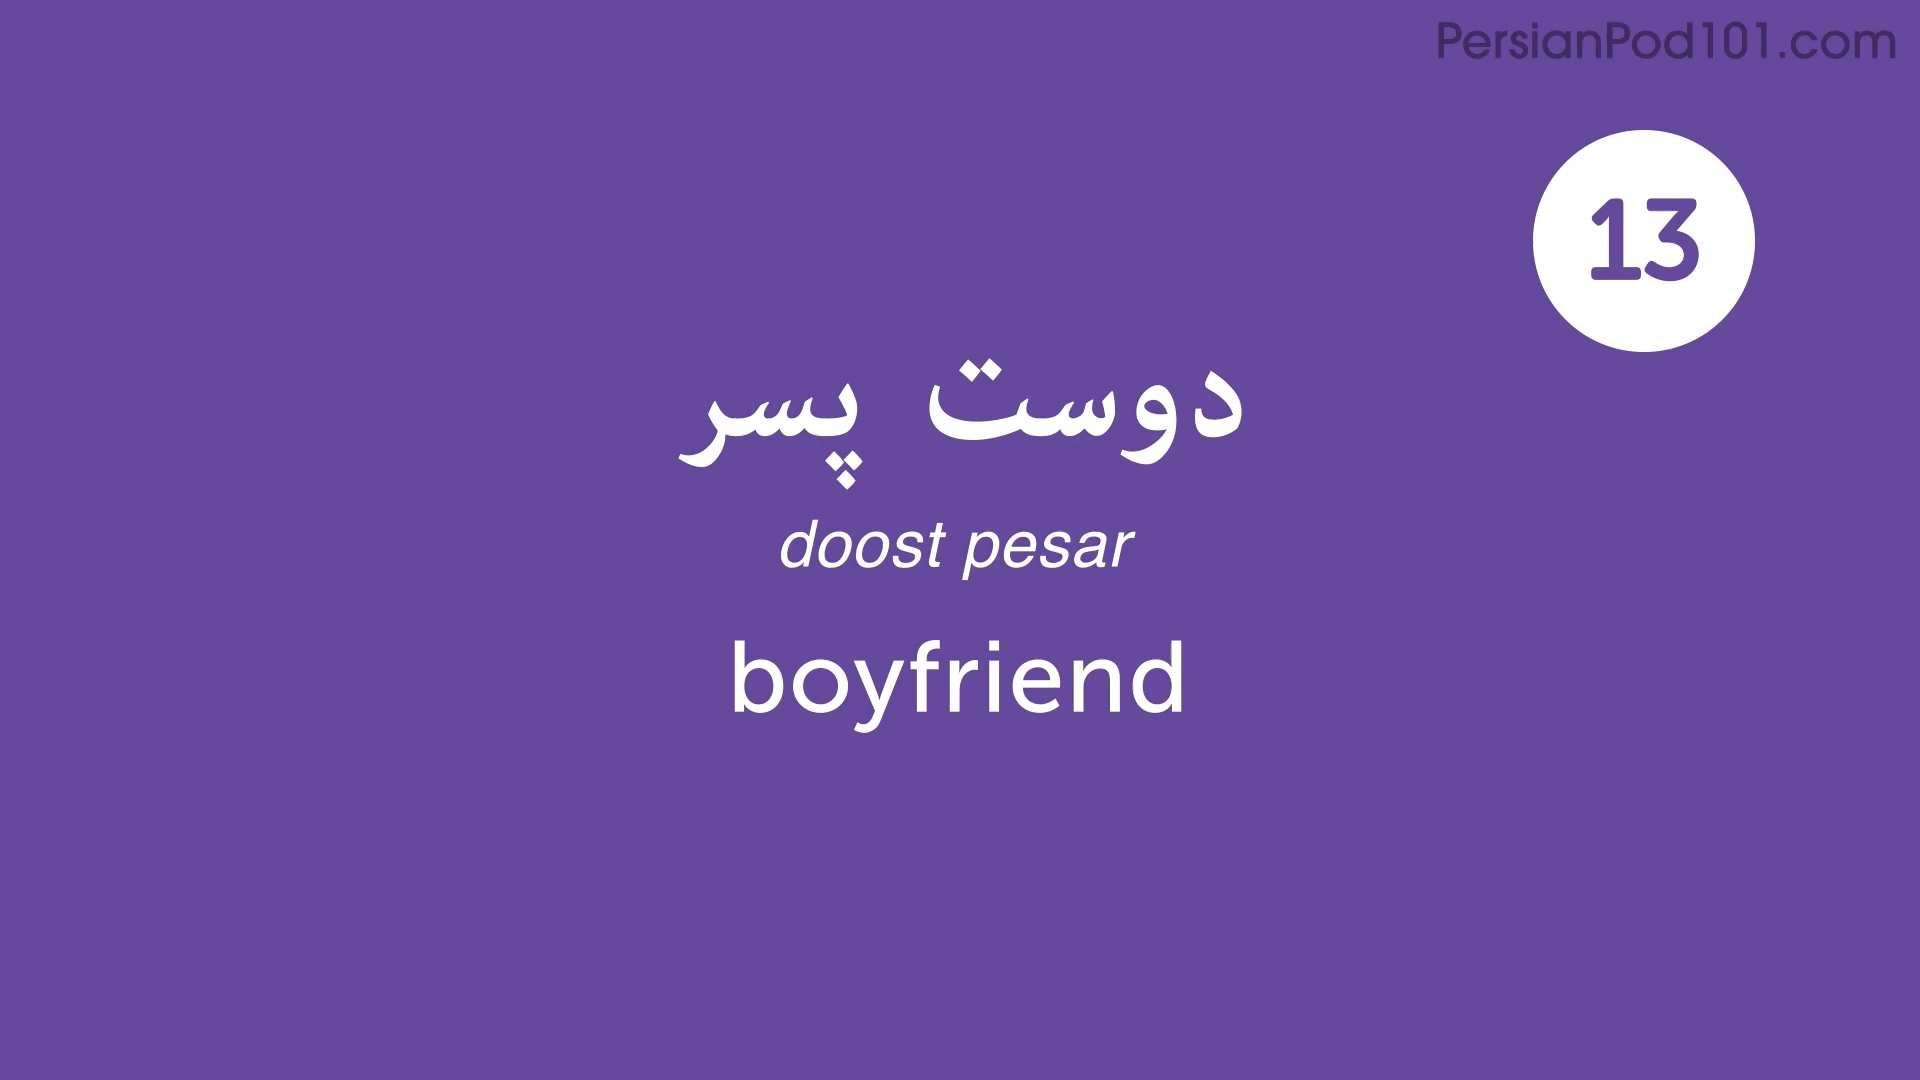 PersianPod101.com
13
دوست پسر
doost pesar
boyfriend